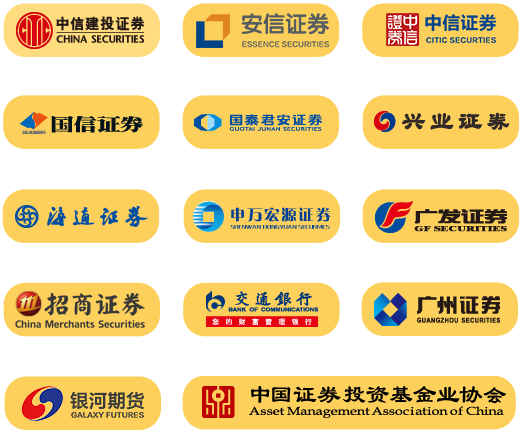 中信建投证券
CHINA SECURITIES
安信证券
ESSENCE SECURITIES
中信證券
中信证券
CITIC SECURITIES
国信证券
国泰君安证券
GUOTAI JUNAN SECURITIES
兴业证券
海通证券
申万宏源证券
SHENWAN HONGYUAN SECURITIES
广发证券
GF SECURITIES
招商证券
China Merchants Securities
交通銀行
BANK OF COMMUNICATIONS
您的财富管理银行
广州证券
GUANGZHOU SECURITIES
银河期货
GALAXY FUTURES
中国证券投资基金业协会
Asset Management Association of China